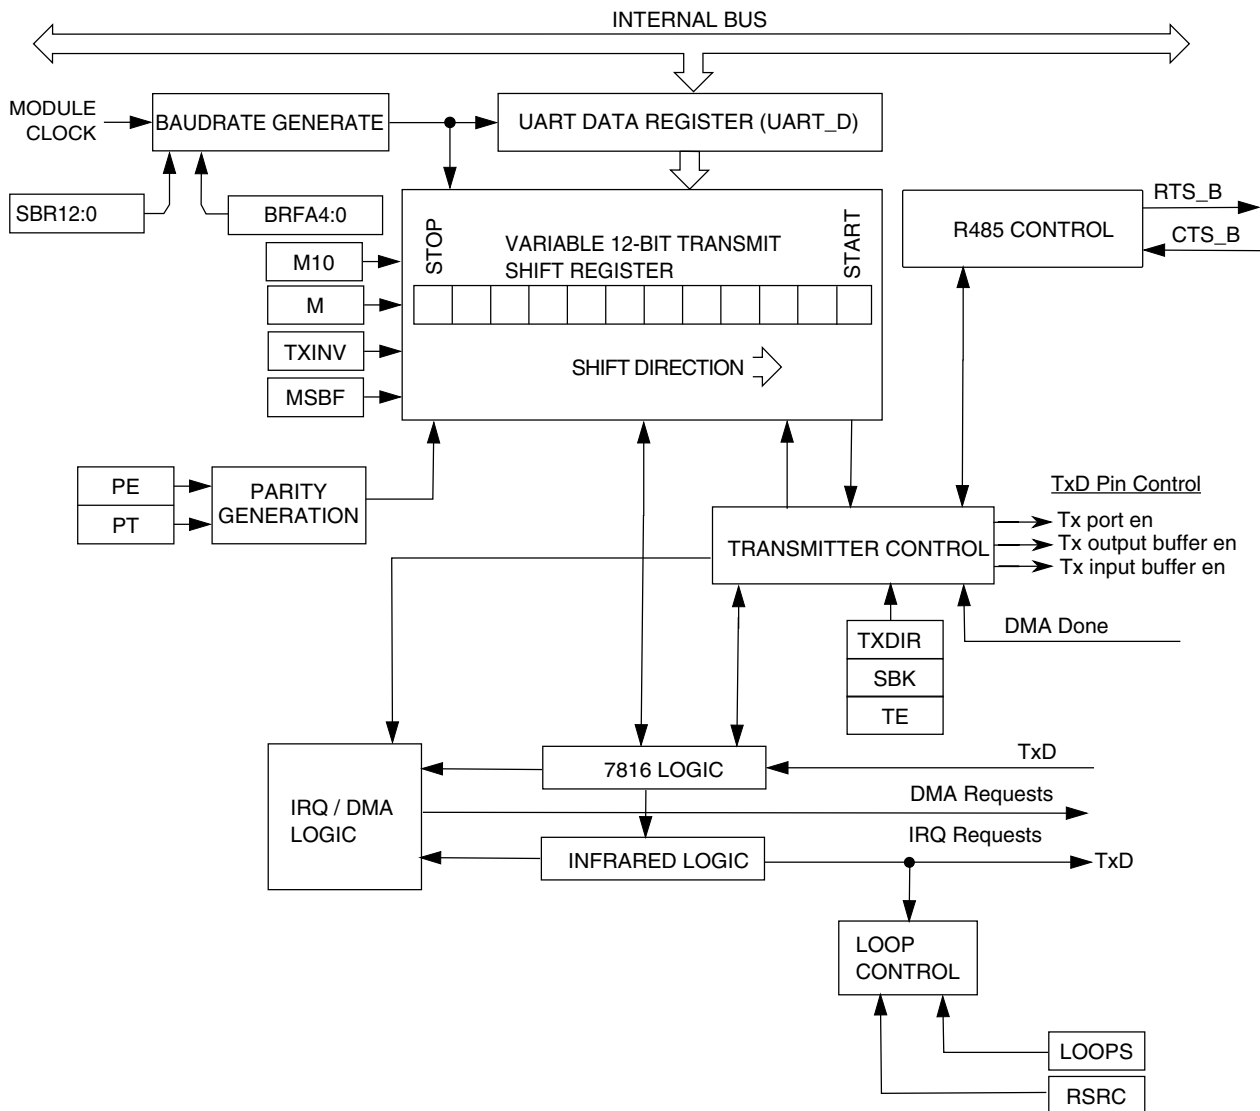 INTERNAL BUS
MODULE
CLOCK
BAUDRATE GENERATE
UART DATA REGISTER (UART_D)
SBR12:0
BRFA4:0
RTS_B
R485 CONTROL
CTS_B
STOP
VARIABLE 12-BIT TRANSMIT
SHIFT REGISTER
START
M10
M
TXINV
SHIFT DIRECTION
MSBF
PE
PT
PARITY
GENERATION
TxD Pin Control
Tx port en
TRANSMITTER CONTROL
Tx output buffer en
Tx input buffer en
DMA Done
TXDIR
SBK
TE
TxD
7816 LOGIC
DMA Requests
IRQ / DMA
LOGIC
IRQ Requests
INFRARED LOGIC
TxD
LOOP
CONTROL
LOOPS
RSRC